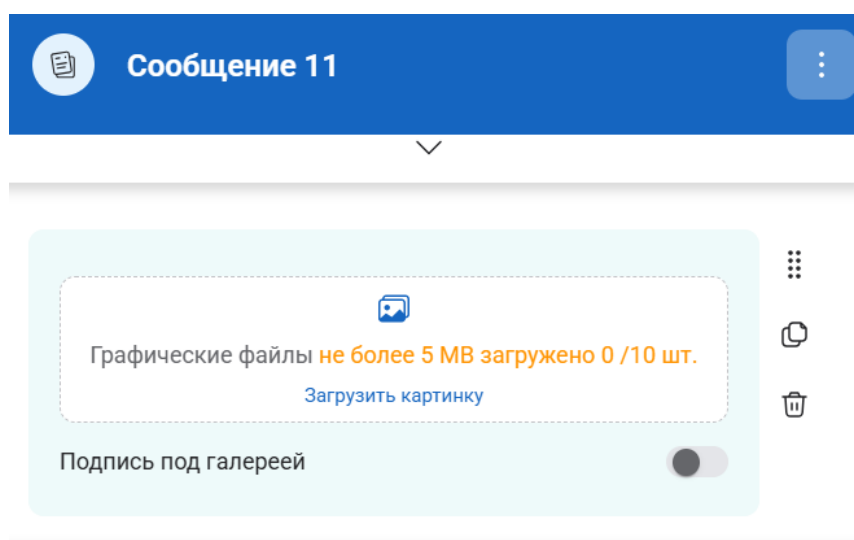 Сообщение 11
Графические файлы не более 5 MB загружено 0 /10 шт.
Загрузить картинку
Подпись под галереей